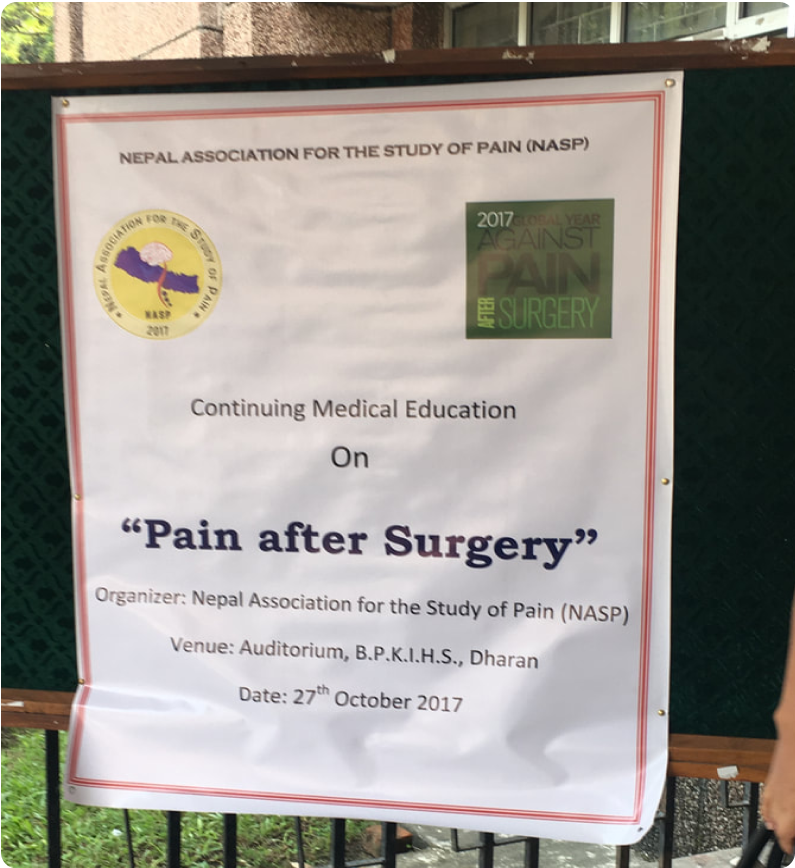 NEPAL ASSOCIATION FOR THE STUDY OF PAIN (NASP)
NEPAL ASSOCIATION FOR THE STUDY OF PAIN
NASP
2017
2017 GLOBAL YEAR
AGAINST
PAIN
AFTER
SURGERY
Continuing Medical Education
On
“Pain after Surgery”
Organizer: Nepal Association for the Study of Pain (NASP)
Venue: Auditorium, B.P.K.I.H.S., Dharan
Date: 27th October 2017